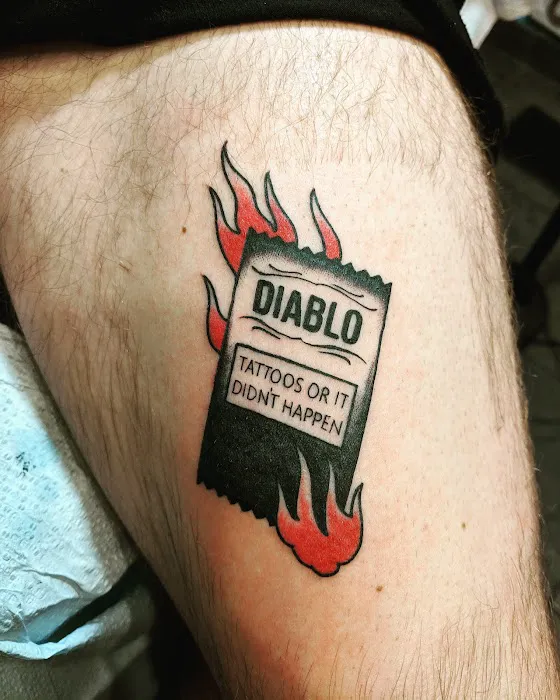 DIABLO
TATTOOS OR IT
DIDN'T HAPPEN